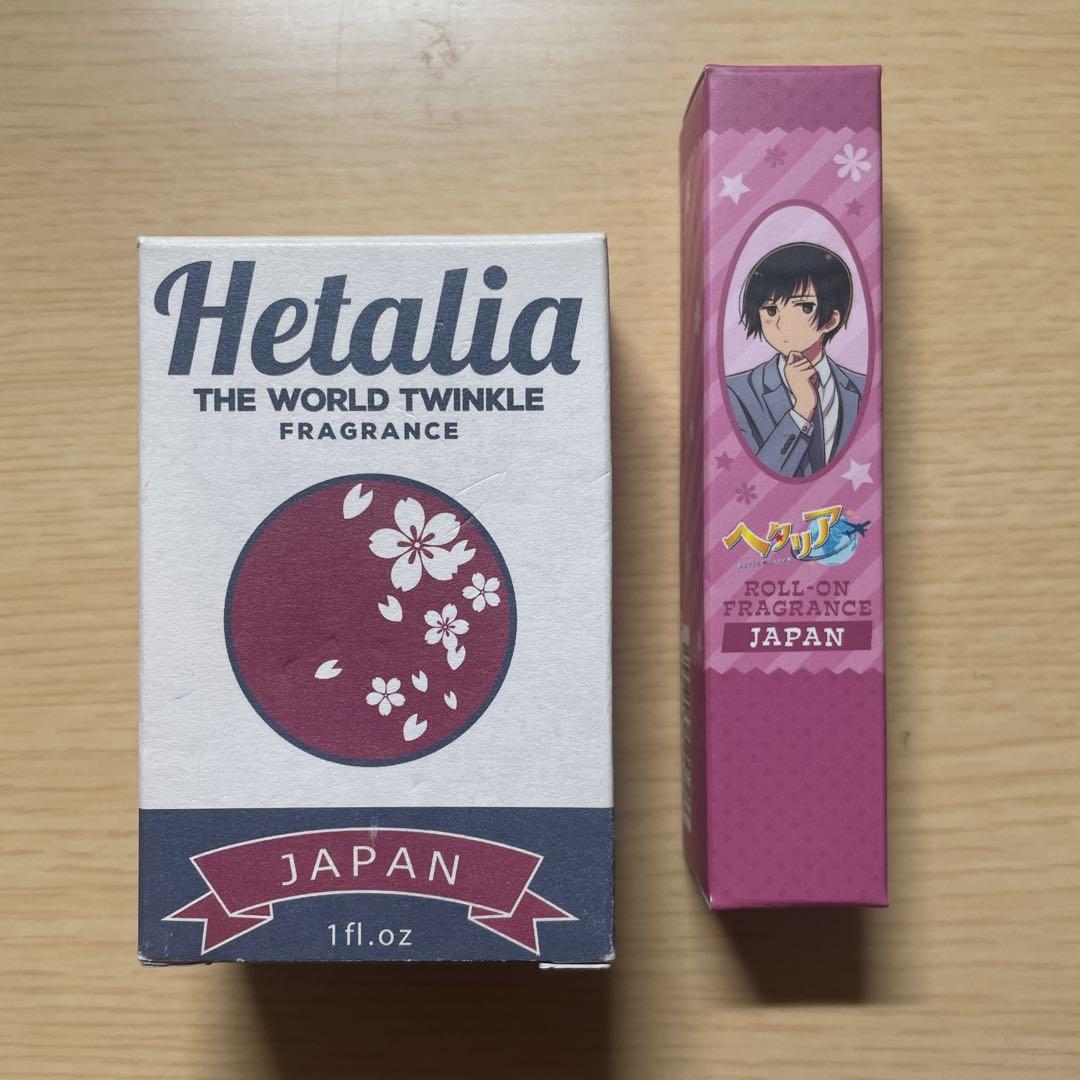 Hetalia
THE WORLD TWINKLE
FRAGRANCE
JAPAN
1fl.oz
ヘタリア
ROLL-ON
FRAGRANCE
JAPAN